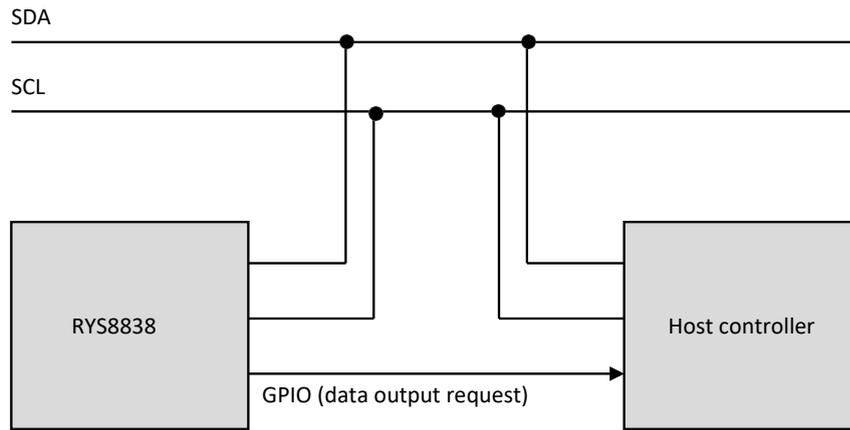 SDA
SCL
RYS8838
Host controller
GPIO (data output request)